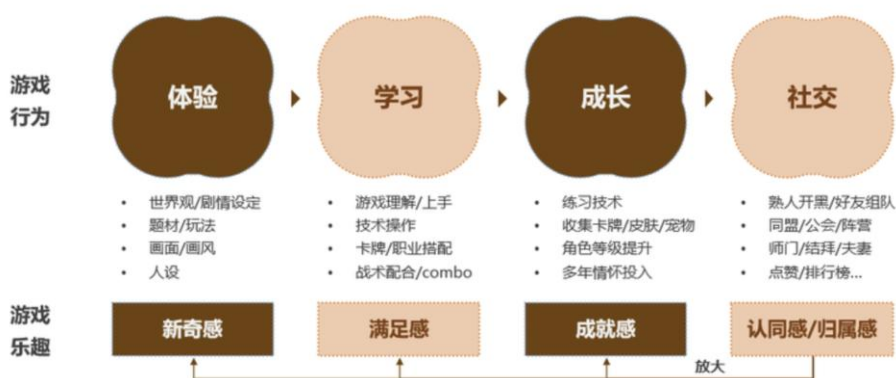 游戏
行为
体验
学习
成长
社交
• 世界观/剧情设定
• 题材/玩法
• 画面/画风
• 人设
• 游戏理解/上手
• 技术操作
• 卡牌/职业搭配
• 战术配合/combo
• 练习技术
• 收集卡牌/皮肤/宠物
• 角色等级提升
• 多年情怀投入
• 熟人开黑/好友组队
• 同盟/公会/阵营
• 师门/结拜/夫妻
• 点赞/排行榜...
游戏
乐趣
新奇感
满足感
成就感
认同感/归属感
放大